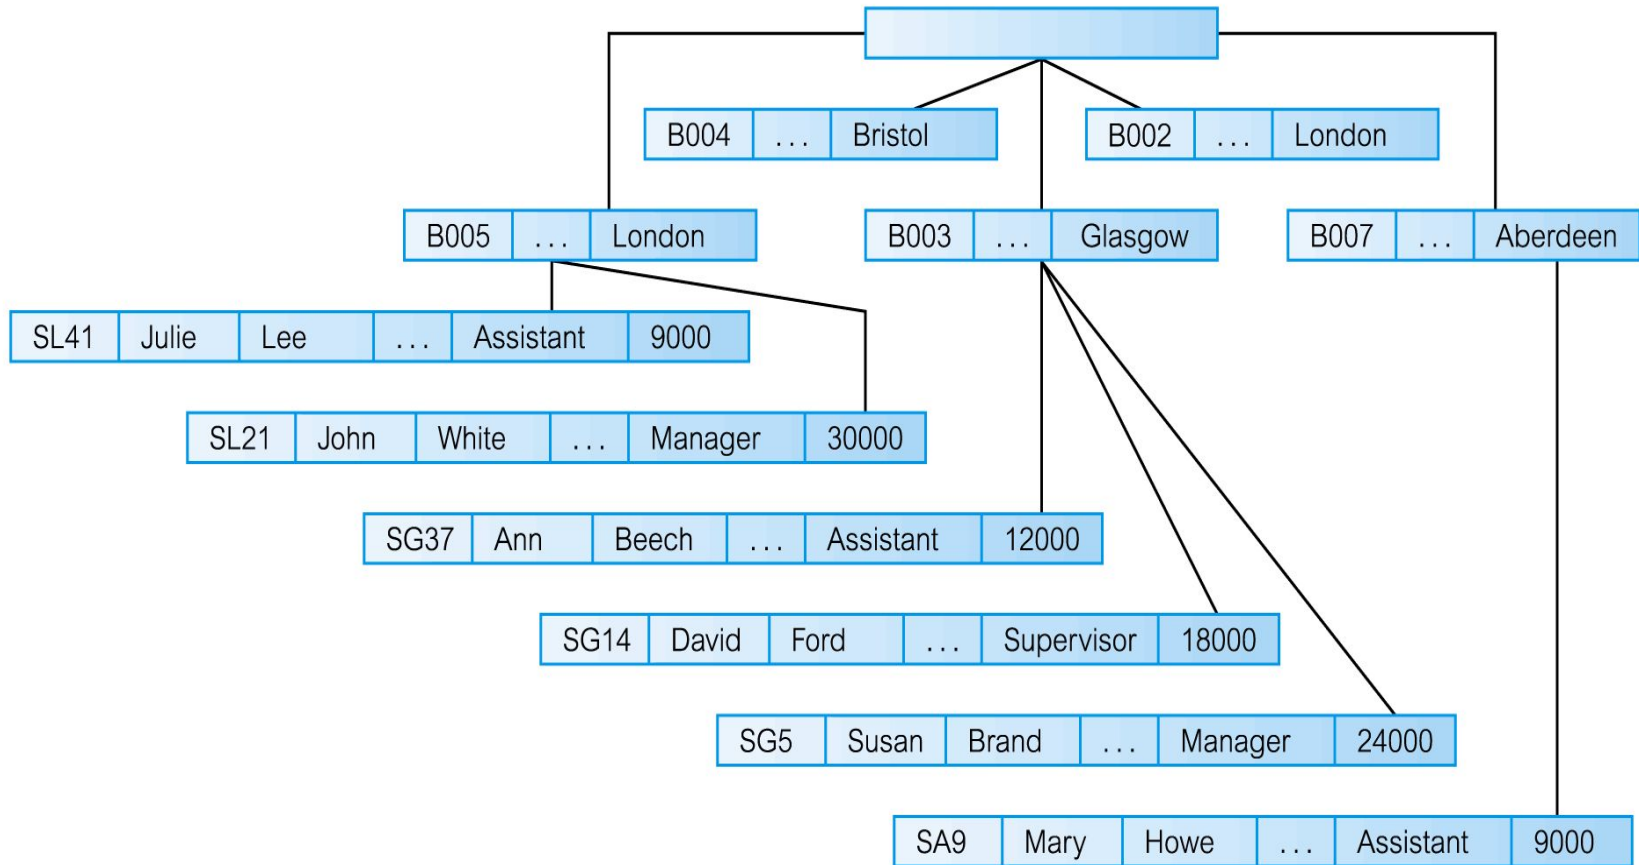 B004 ... Bristol
B002 ... London
B005 ... London
B003 ... Glasgow
B007 ... Aberdeen
SL41 Julie Lee ... Assistant 9000
SL21 John White ... Manager 30000
SG37 Ann Beech ... Assistant 12000
SG14 David Ford ... Supervisor 18000
SG5 Susan Brand ... Manager 24000
SA9 Mary Howe ... Assistant 9000